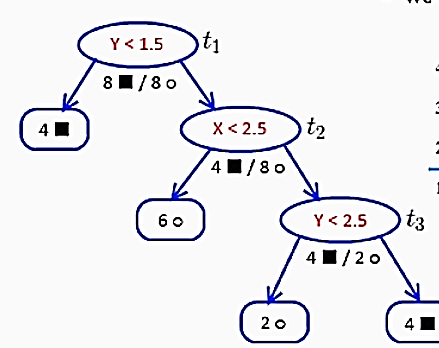 Y < 1.5 t₁
8 ■ / 8 ○
4 ■
X < 2.5 t₂
4 ■ / 8 ○
6 ○
Y < 2.5 t₃
4 ■ / 2 ○
2 ○
4 ■